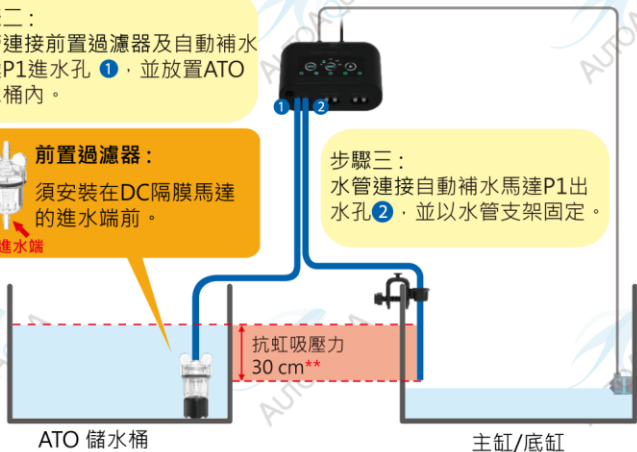 二：
連接前置過濾器及自動補水
P1進水孔 1，並放置ATO
桶內。
前置過濾器：
須安裝在DC隔膜馬達
的進水端前。
進水端
1
2
步驟三：
水管連接自動補水馬達P1出
水孔2，並以水管支架固定。
抗虹吸壓力
30 cm**
ATO 儲水桶
主缸/底缸